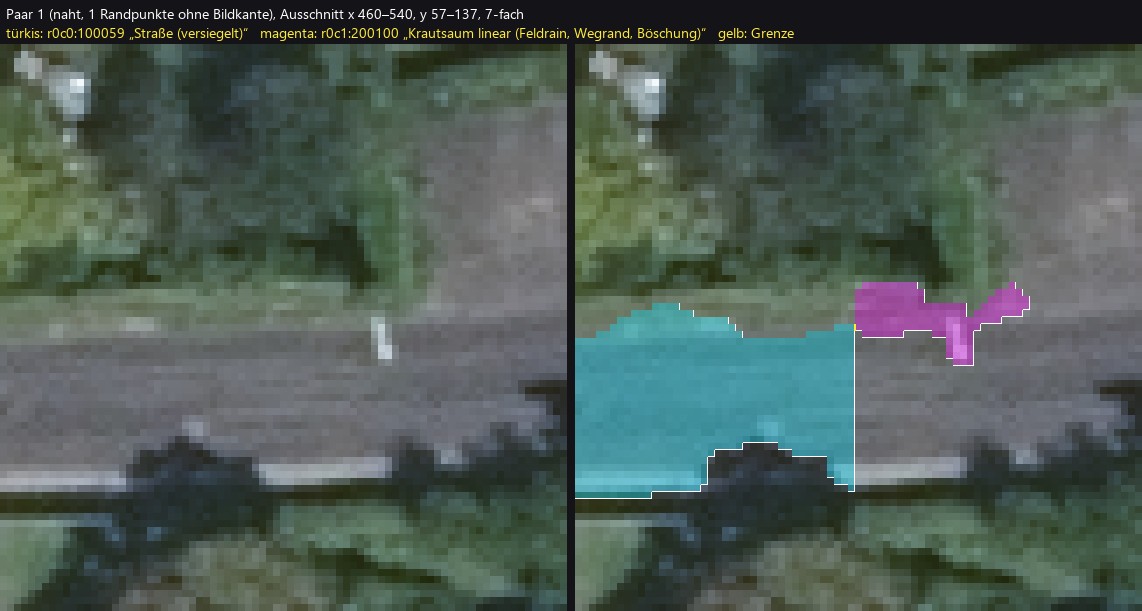 Paar 1 (naht, 1 Randpunkte ohne Bildkante), Ausschnitt x 460–540, y 57–137, 7-fach
türkis: r0c0:100059 „Straße (versiegelt)“ magenta: r0c1:200100 „Krautsaum linear (Feldrain, Wegrand, Böschung)“ gelb: Grenze